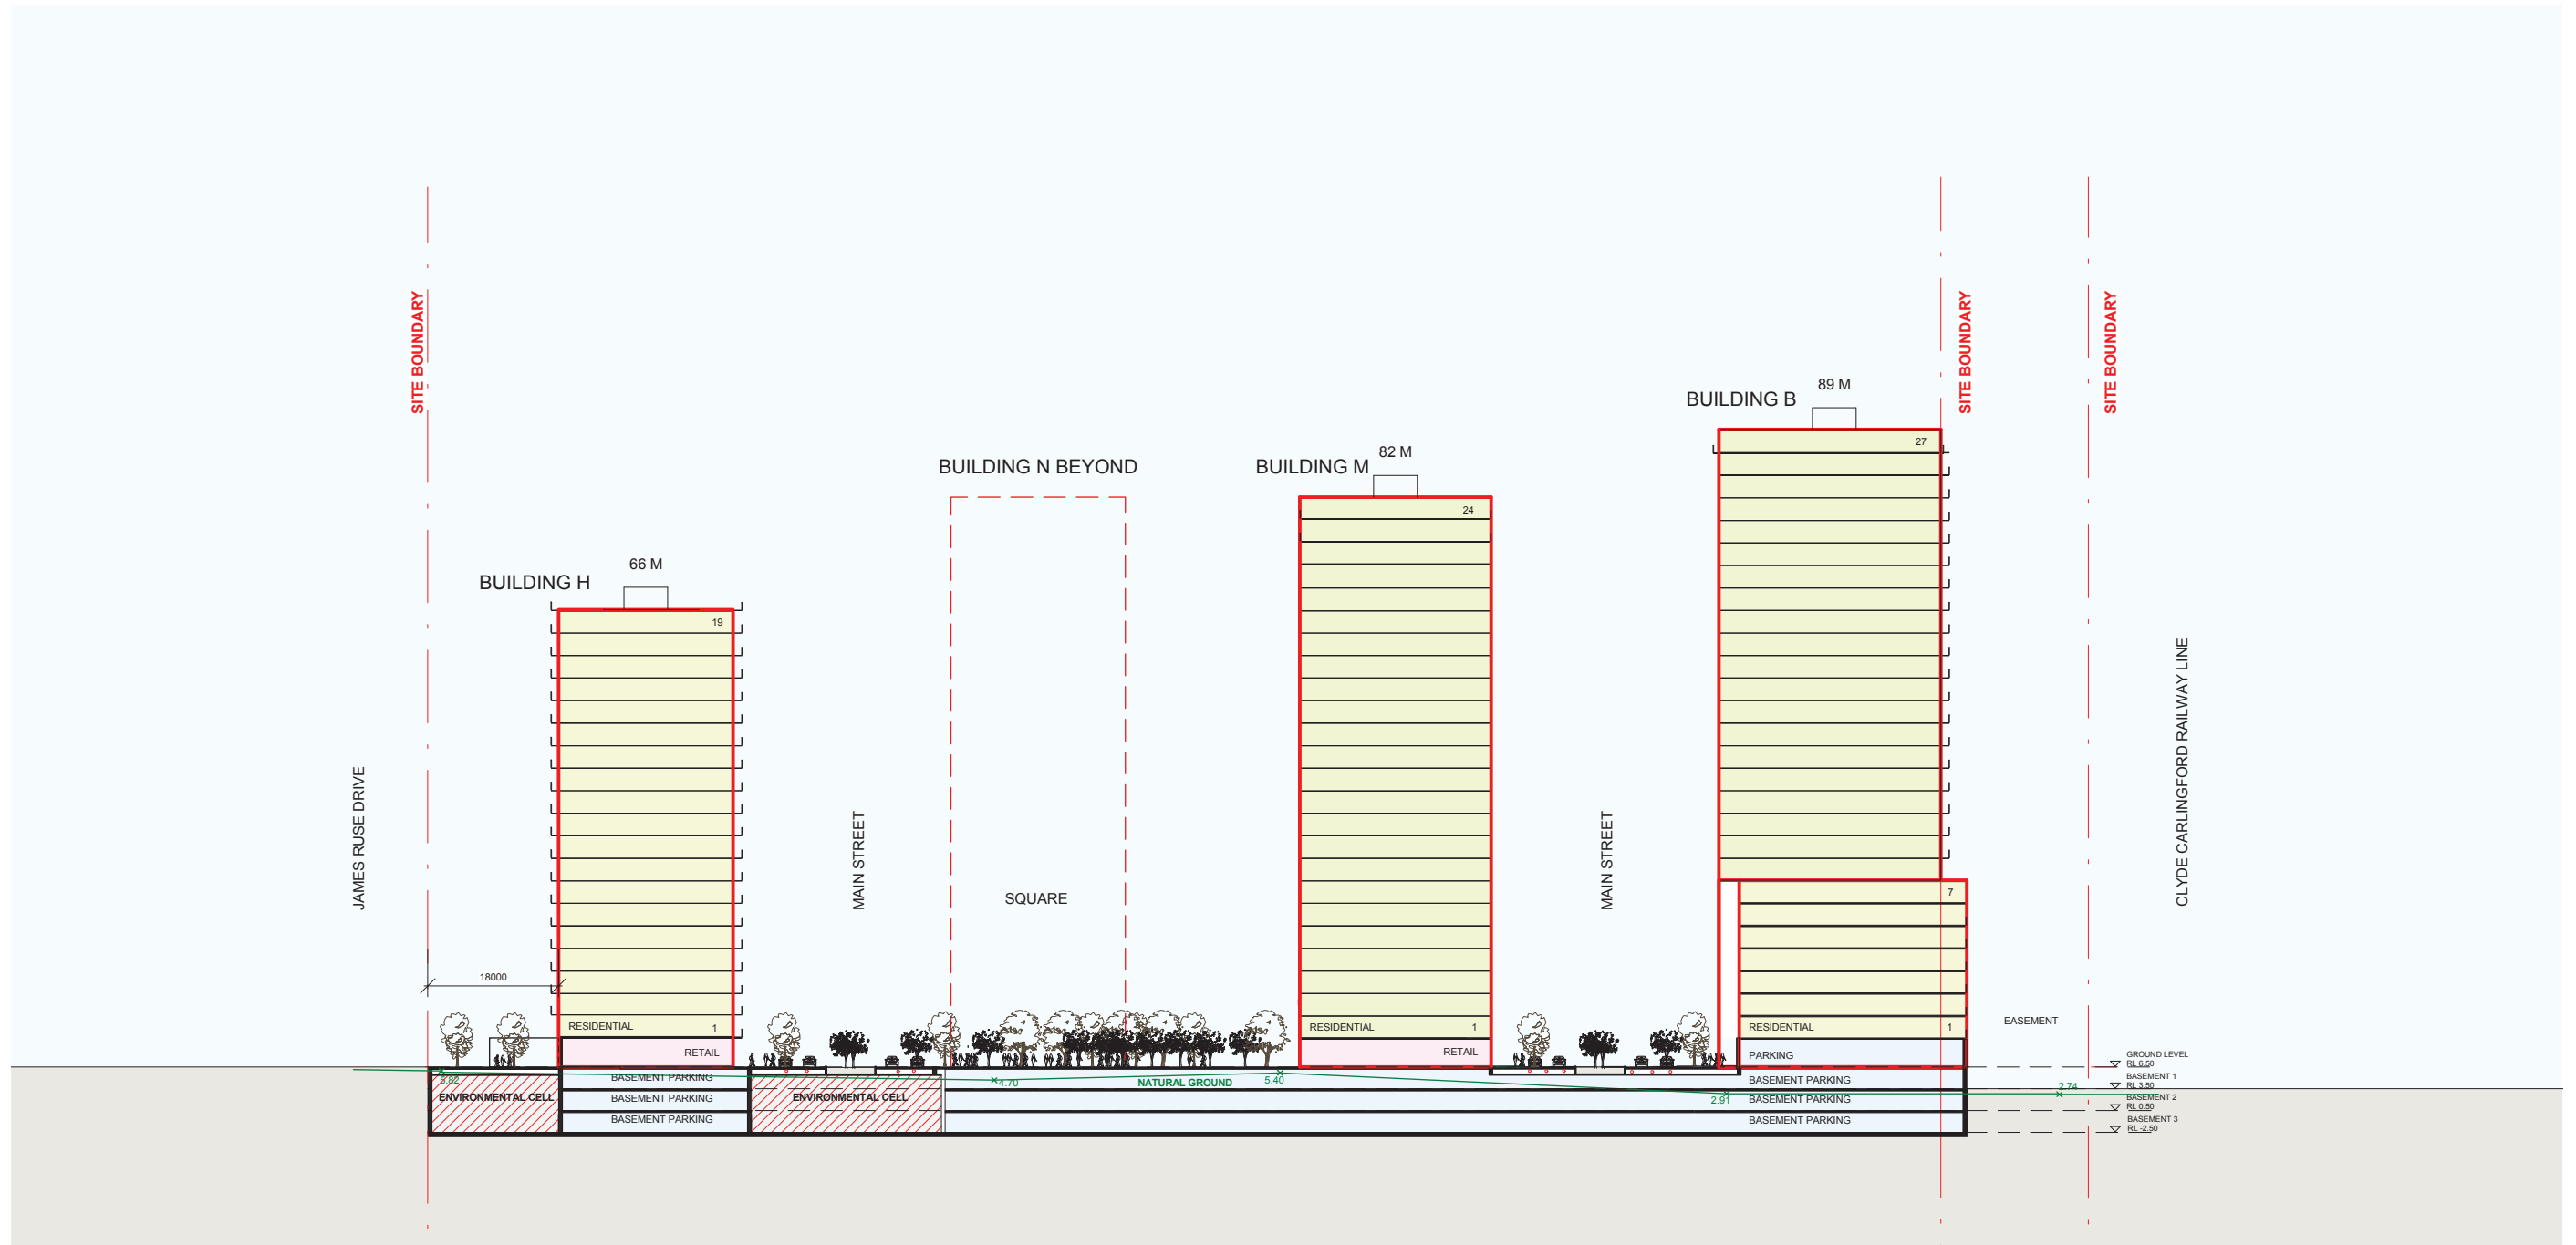 SITE BOUNDARY
SITE BOUNDARY
SITE BOUNDARY
89 M
BUILDING B
27
82 M
BUILDING N BEYOND
BUILDING M
24
66 M
BUILDING H
19
JAMES RUSE DRIVE
MAIN STREET
SQUARE
MAIN STREET
CLYDE CARLINGFORD RAILWAY LINE
7
18000
RESIDENTIAL 1
RESIDENTIAL 1
RESIDENTIAL 1
EASEMENT
RETAIL
RETAIL
PARKING
GROUND LEVEL
RL 6.50
5.82
BASEMENT PARKING
4.70
NATURAL GROUND
5.40
BASEMENT PARKING
BASEMENT 1
RL 3.50
2.74
ENVIRONMENTAL CELL
BASEMENT PARKING
ENVIRONMENTAL CELL
2.91
BASEMENT PARKING
BASEMENT 2
RL 0.50
BASEMENT PARKING
BASEMENT PARKING
BASEMENT 3
RL -2.50